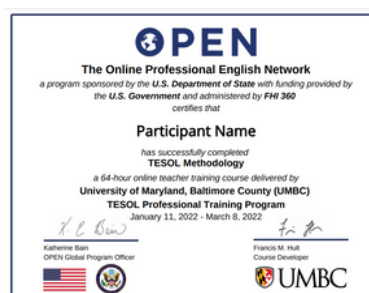 OPEN
The Online Professional English Network
a program sponsored by the U.S. Department of State with funding provided by
the U.S. Government and administered by FHI 360
certifies that
Participant Name
has successfully completed
TESOL Methodology
a 64-hour online teacher training course delivered by
University of Maryland, Baltimore County (UMBC)
TESOL Professional Training Program
January 11, 2022 - March 8, 2022
Katherine Bain
OPEN Global Program Officer
Francis M. Hult
Course Developer
UMBC